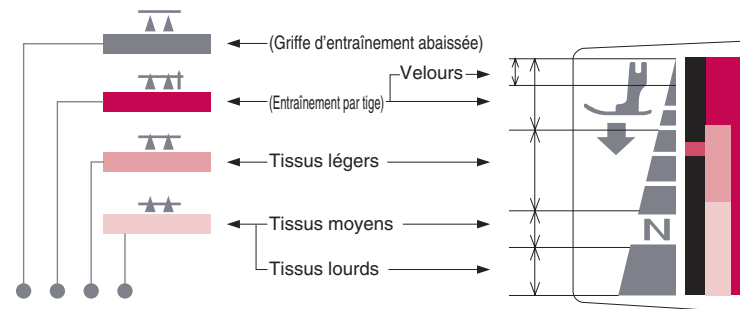 (Griffe d’entraînement abaissée)
Velours
(Entraînement par tige)
Tissus légers
Tissus moyens
N
Tissus lourds